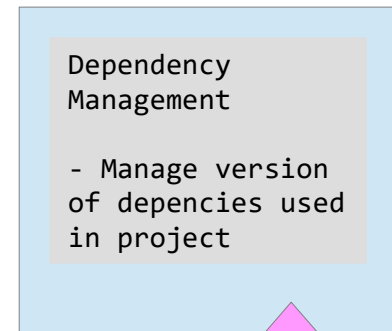 Dependency
Management
- Manage version
of depencies used
in project